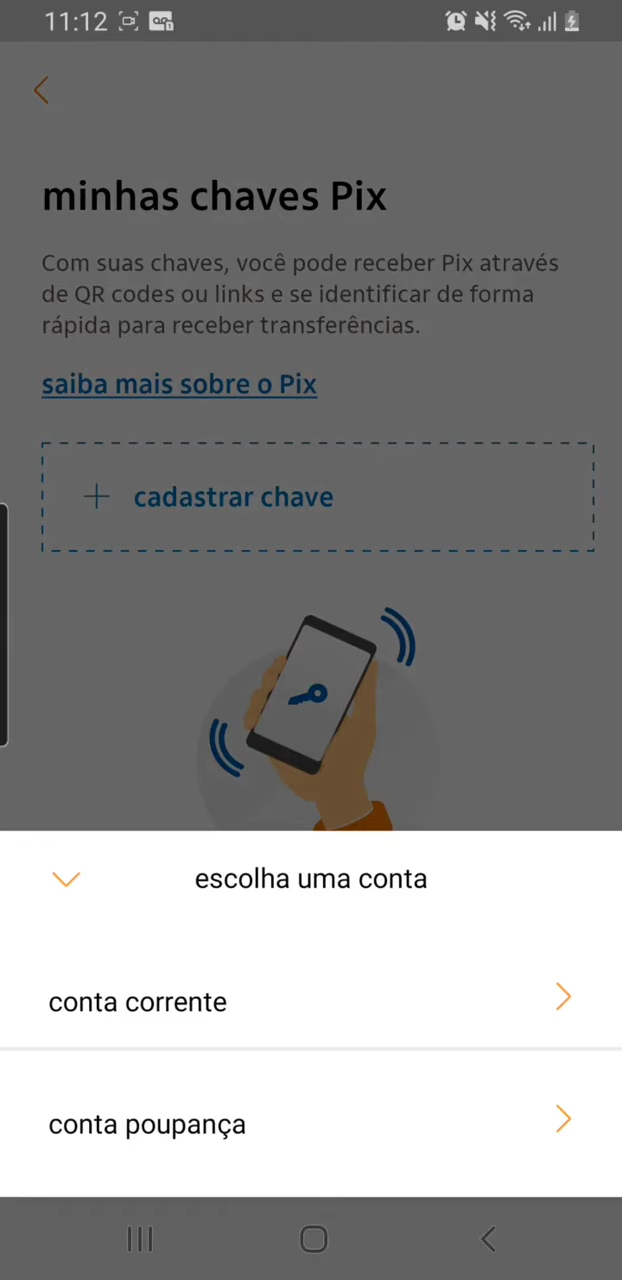 11:12
minhas chaves Pix
Com suas chaves, você pode receber Pix através
de QR codes ou links e se identificar de forma
rápida para receber transferências.
saiba mais sobre o Pix
+ cadastrar chave
escolha uma conta
conta corrente
conta poupança